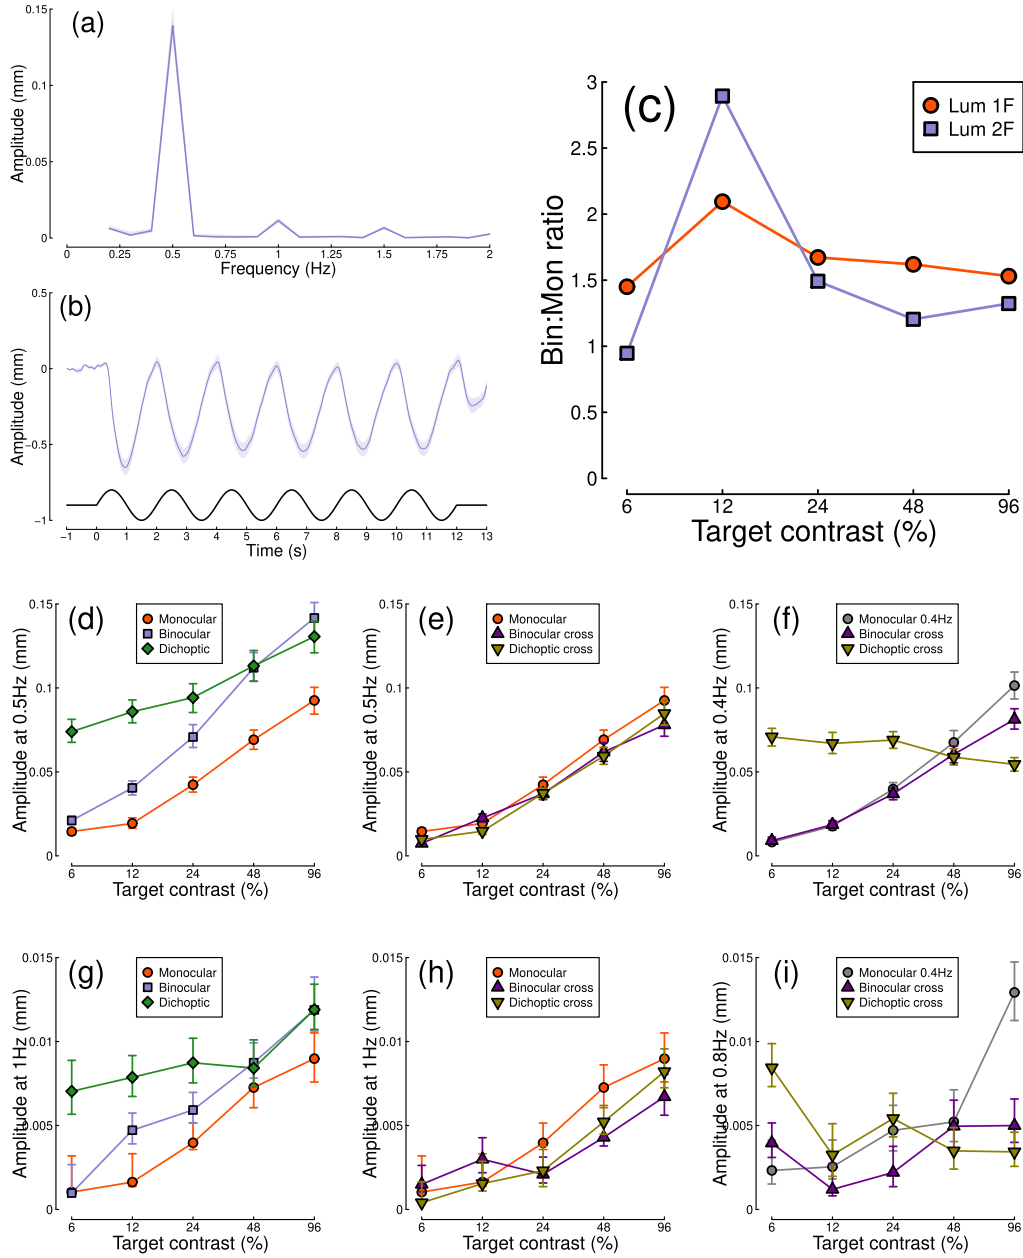 (a)
0.15
0.1
0.05
0
Amplitude (mm)
0 0.25 0.5 0.75 1 1.25 1.5 1.75 2
Frequency (Hz)
(b)
0.5
0
−0.5
−1
Amplitude (mm)
−1 0 1 2 3 4 5 6 7 8 9 10 11 12 13
Time (s)
(c)
3
2.5
2
1.5
1
0.5
0
Bin:Mon ratio
Lum 1F
Lum 2F
6 12 24 48 96
Target contrast (%)
(d)
0.15
0.1
0.05
0
Amplitude at 0.5Hz (mm)
Monocular
Binocular
Dichoptic
6 12 24 48 96
Target contrast (%)
(e)
0.15
0.1
0.05
0
Amplitude at 0.5Hz (mm)
Monocular
Binocular cross
Dichoptic cross
6 12 24 48 96
Target contrast (%)
(f)
0.15
0.1
0.05
0
Amplitude at 0.4Hz (mm)
Monocular 0.4Hz
Binocular cross
Dichoptic cross
6 12 24 48 96
Target contrast (%)
(g)
0.015
0.01
0.005
0
Amplitude at 1Hz (mm)
Monocular
Binocular
Dichoptic
6 12 24 48 96
Target contrast (%)
(h)
0.015
0.01
0.005
0
Amplitude at 1Hz (mm)
Monocular
Binocular cross
Dichoptic cross
6 12 24 48 96
Target contrast (%)
(i)
0.015
0.01
0.005
0
Amplitude at 0.8Hz (mm)
Monocular 0.4Hz
Binocular cross
Dichoptic cross
6 12 24 48 96
Target contrast (%)